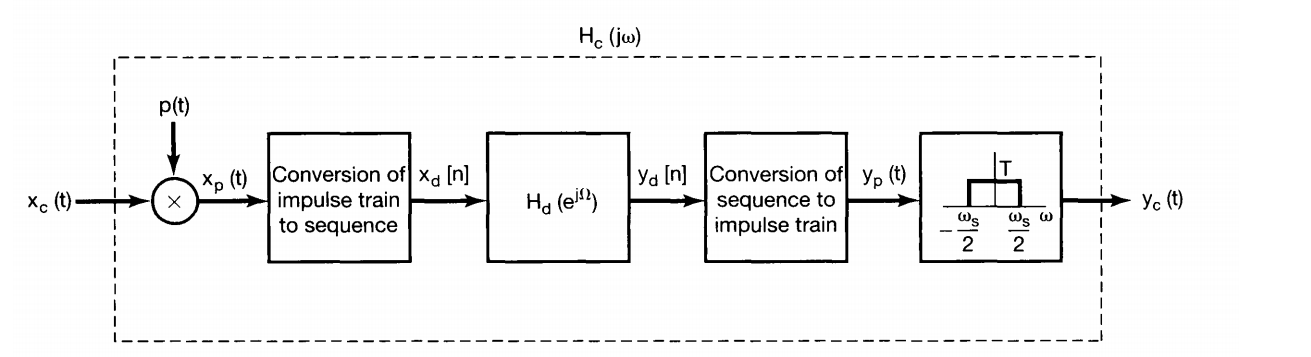 H_c (jω)
p(t)
x_c (t)
×
x_p (t)
Conversion of
impulse train
to sequence
x_d [n]
H_d (e^{jΩ})
y_d [n]
Conversion of
sequence to
impulse train
y_p (t)
T
-ω_s/2
ω_s/2
ω
y_c (t)